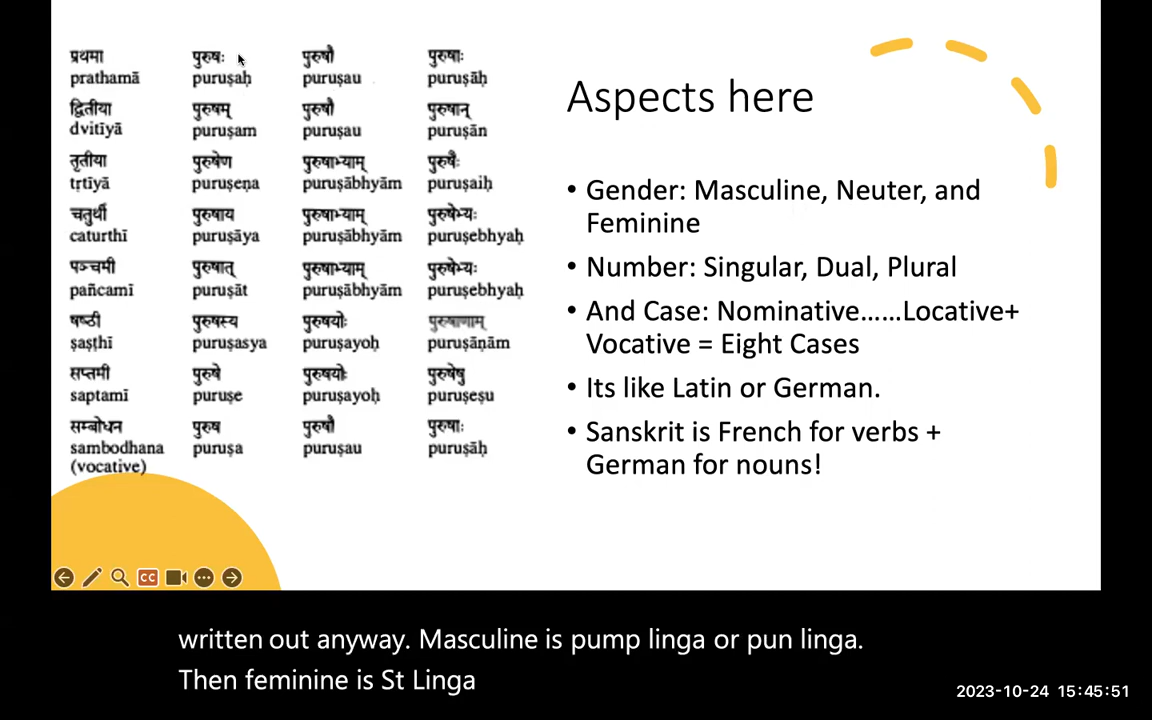 प्रथमा पुरुषः पुरुषौ पुरुषाः
prathamā puruṣaḥ puruṣau puruṣāḥ
द्वितीया पुरुषम् पुरुषौ पुरुषान्
dvitīyā puruṣam puruṣau puruṣān
तृतीया पुरुषेण पुरुषाभ्याम् पुरुषैः
tṛtīyā puruṣeṇa puruṣābhyām puruṣaiḥ
चतुर्थी पुरुषाय पुरुषाभ्याम् पुरुषेभ्यः
caturthī puruṣāya puruṣābhyām puruṣebhyaḥ
पञ्चमी पुरुषात् पुरुषाभ्याम् पुरुषेभ्यः
pañcamī puruṣāt puruṣābhyām puruṣebhyaḥ
षष्ठी पुरुषस्य पुरुषयोः पुरुषाणाम्
ṣaṣṭhī puruṣasya puruṣayoḥ puruṣāṇām
सप्तमी पुरुषे पुरुषयोः पुरुषेषु
saptamī puruṣe puruṣayoḥ puruṣeṣu
सम्बोधन पुरुष पुरुषौ पुरुषाः
sambodhana puruṣa puruṣau puruṣāḥ
(vocative)
Aspects here
• Gender: Masculine, Neuter, and
Feminine
• Number: Singular, Dual, Plural
• And Case: Nominative......Locative+
Vocative = Eight Cases
• Its like Latin or German.
• Sanskrit is French for verbs +
German for nouns!
CC
written out anyway. Masculine is pump linga or pun linga.
Then feminine is St Linga
2023-10-24 15:45:51